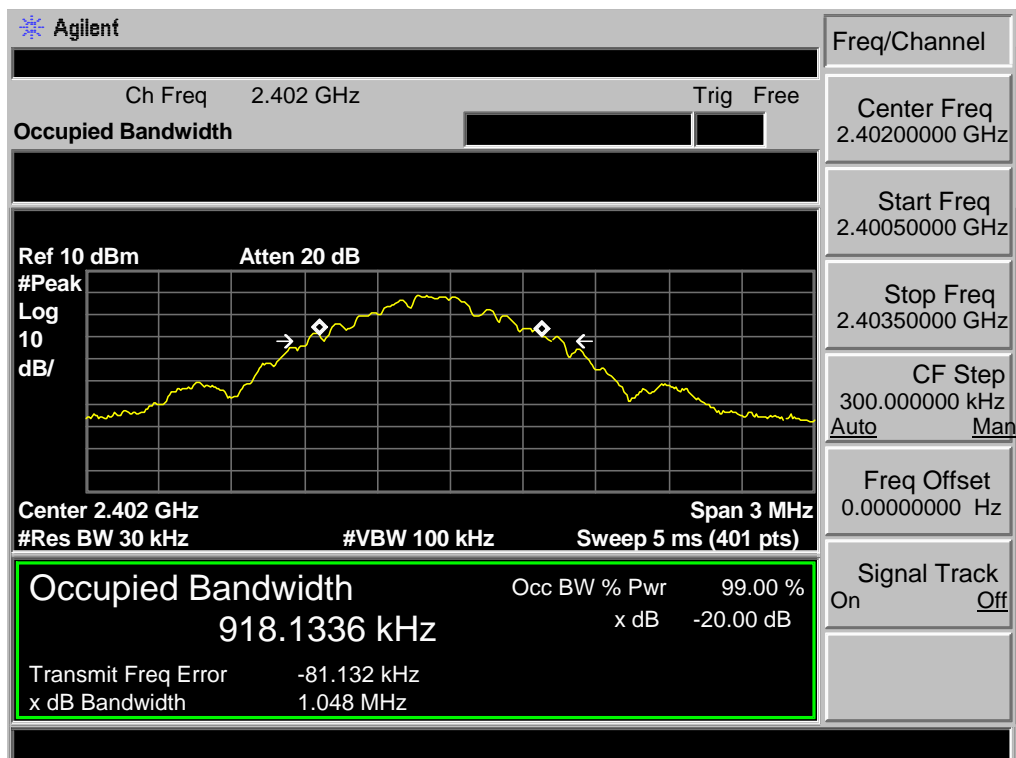 Agilent
Freq/Channel
Ch Freq 2.402 GHz Trig Free
Occupied Bandwidth
Center Freq
2.40200000 GHz
Start Freq
2.40050000 GHz
Stop Freq
2.40350000 GHz
CF Step
300.000000 kHz
Auto Man
Freq Offset
0.00000000 Hz
Signal Track
On Off
Ref 10 dBm Atten 20 dB
#Peak
Log
10
dB/
Center 2.402 GHz Span 3 MHz
#Res BW 30 kHz #VBW 100 kHz Sweep 5 ms (401 pts)
Occupied Bandwidth
918.1336 kHz
Occ BW % Pwr 99.00 %
x dB -20.00 dB
Transmit Freq Error -81.132 kHz
x dB Bandwidth 1.048 MHz